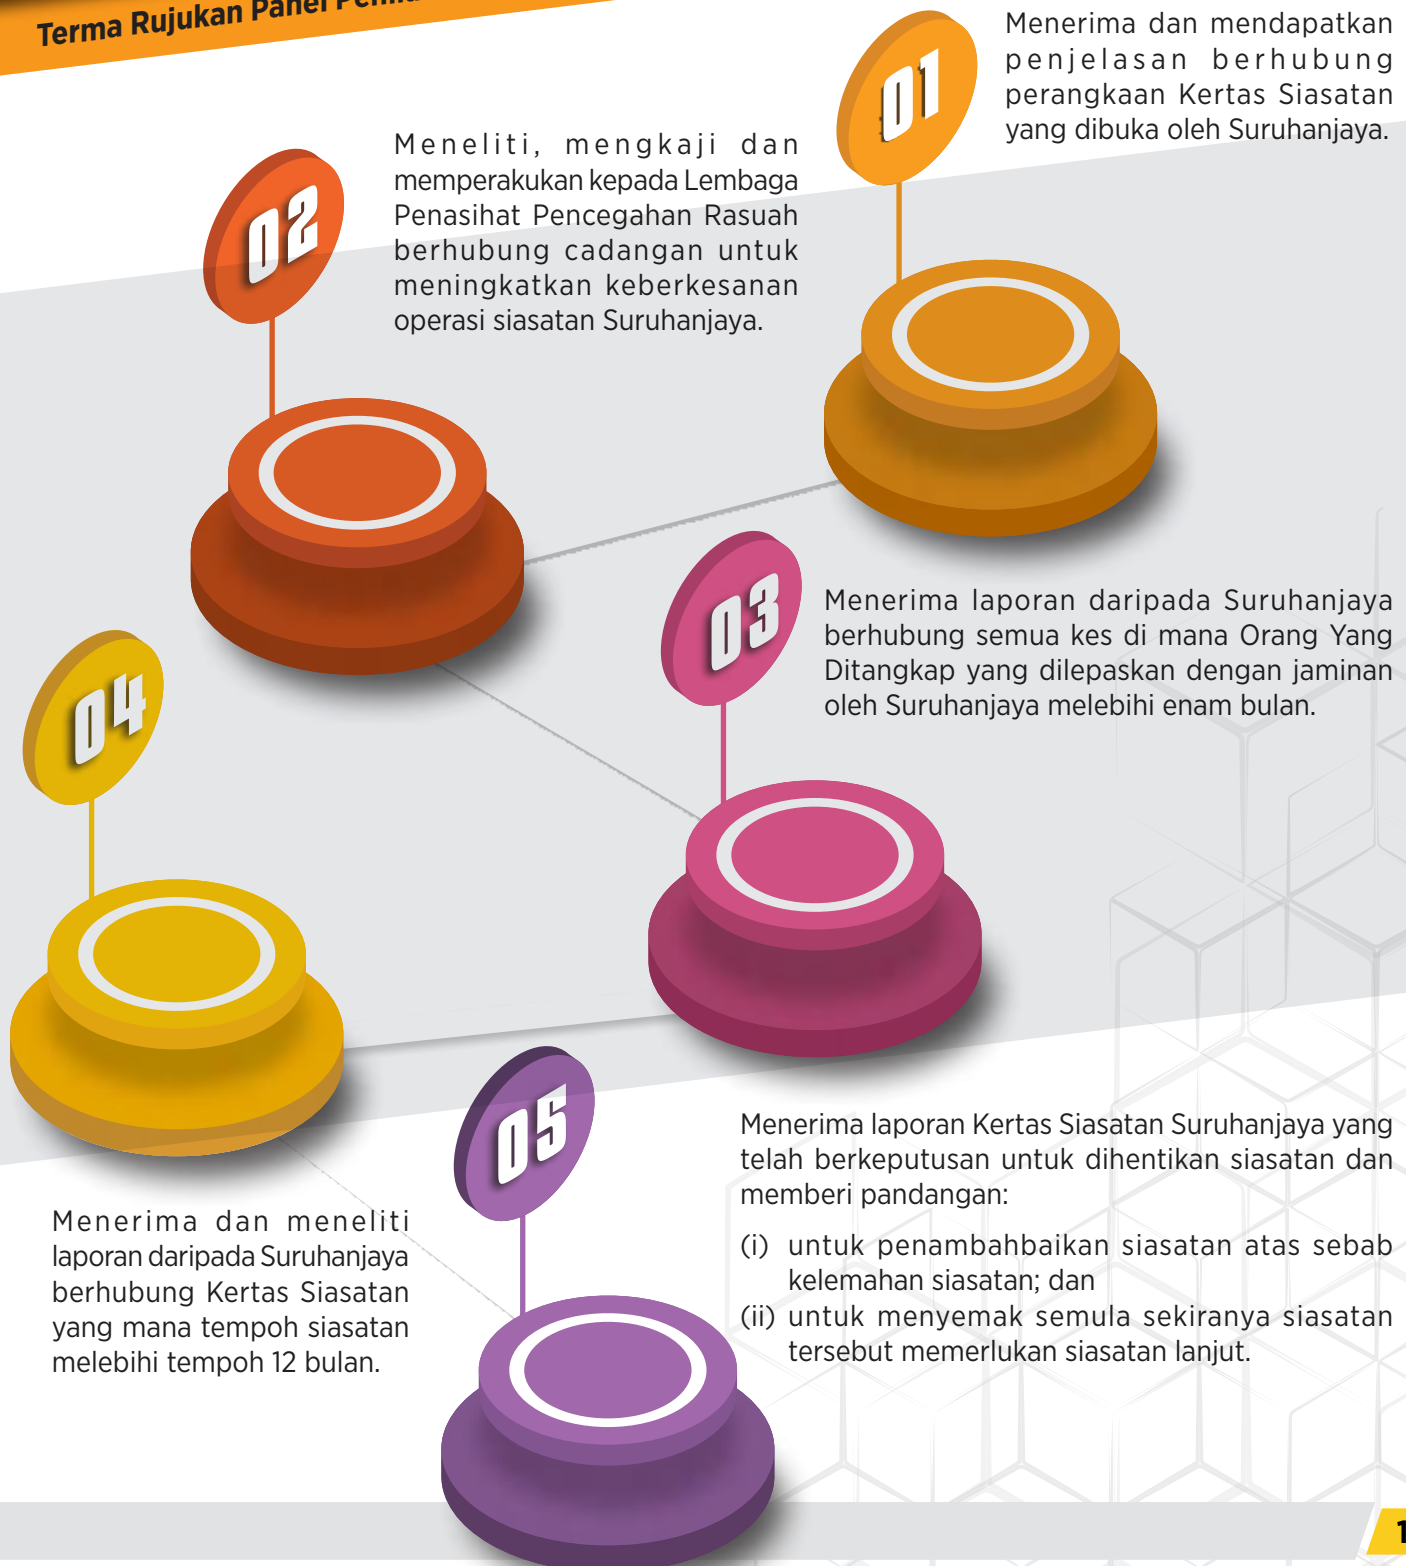 Terma Rujukan Panel
01
Menerima dan mendapatkan
penjelasan berhubung
perangkaan Kertas Siasatan
yang dibuka oleh Suruhanjaya.
02
Meneliti, mengkaji dan
memperakukan kepada Lembaga
Penasihat Pencegahan Rasuah
berhubung cadangan untuk
meningkatkan keberkesanan
operasi siasatan Suruhanjaya.
03
Menerima laporan daripada Suruhanjaya
berhubung semua kes di mana Orang Yang
Ditangkap yang dilepaskan dengan jaminan
oleh Suruhanjaya melebihi enam bulan.
04
Menerima dan meneliti
laporan daripada Suruhanjaya
berhubung Kertas Siasatan
yang mana tempoh siasatan
melebihi tempoh 12 bulan.
05
Menerima laporan Kertas Siasatan Suruhanjaya yang
telah berkeputusan untuk dihentikan siasatan dan
memberi pandangan:
(i) untuk penambahbaikan siasatan atas sebab
kelemahan siasatan; dan
(ii) untuk menyemak semula sekiranya siasatan
tersebut memerlukan siasatan lanjut.